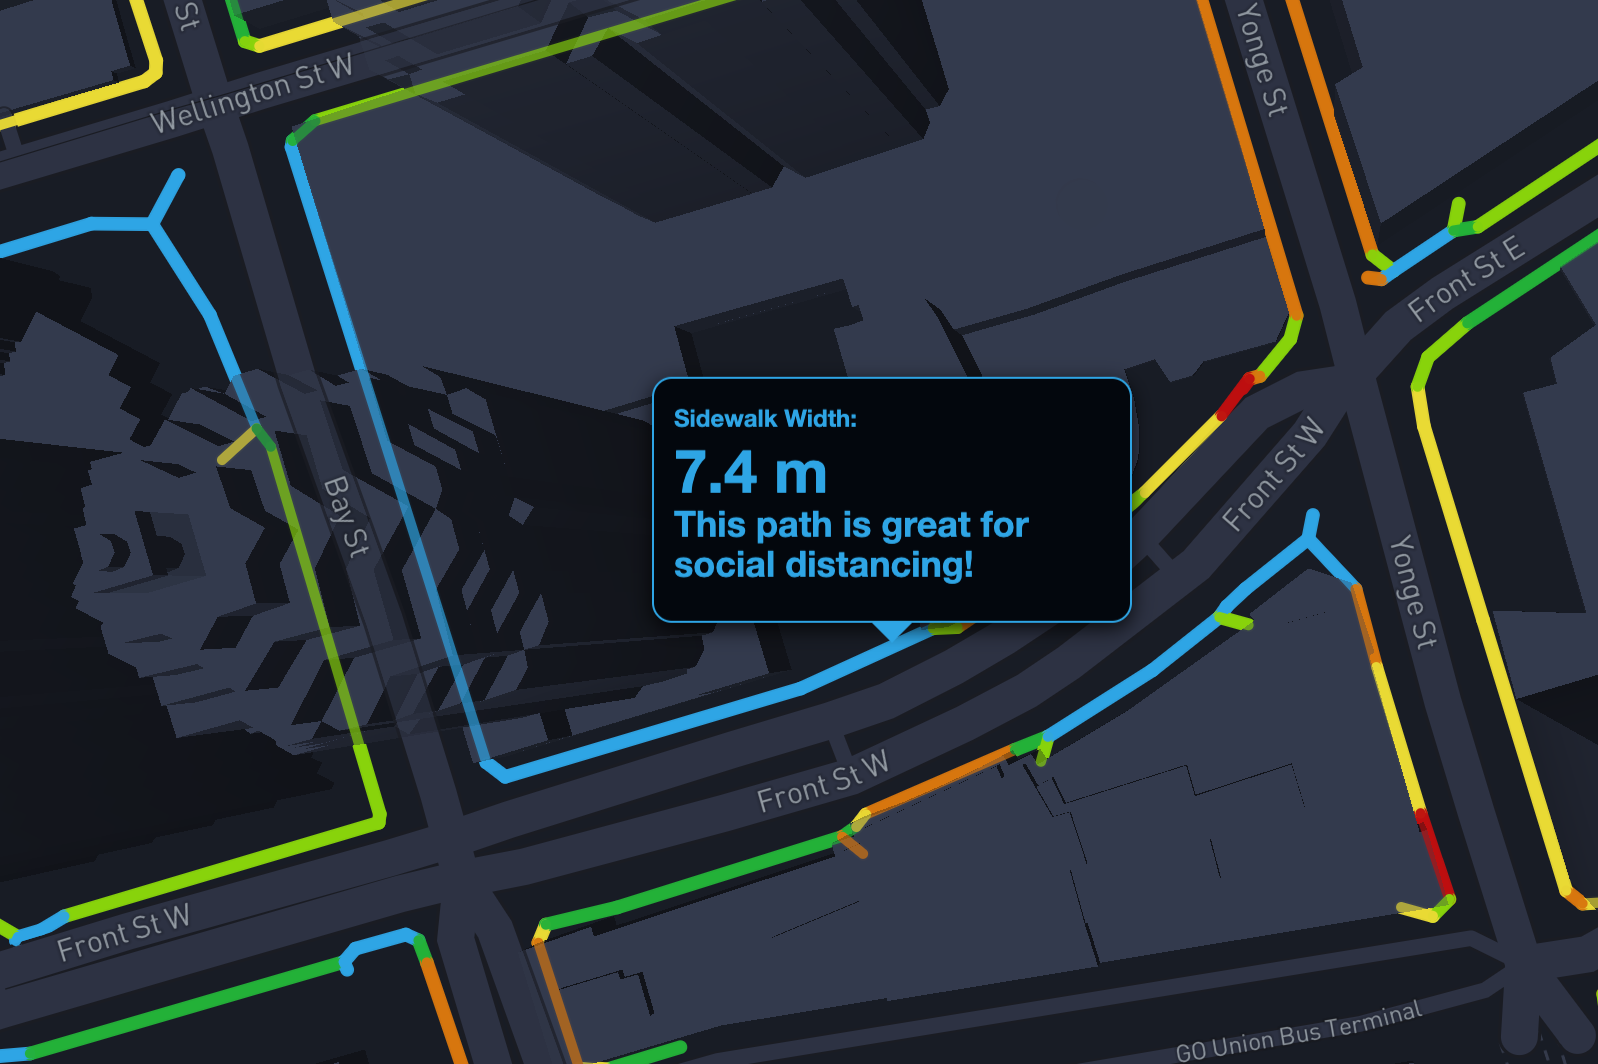 St
Wellington St W
Yonge St
Front St E
Sidewalk Width:
7.4 m
This path is great for
social distancing!
Front St W
Bay St
Yonge St
Front St W
Front St W
GO Union Bus Terminal